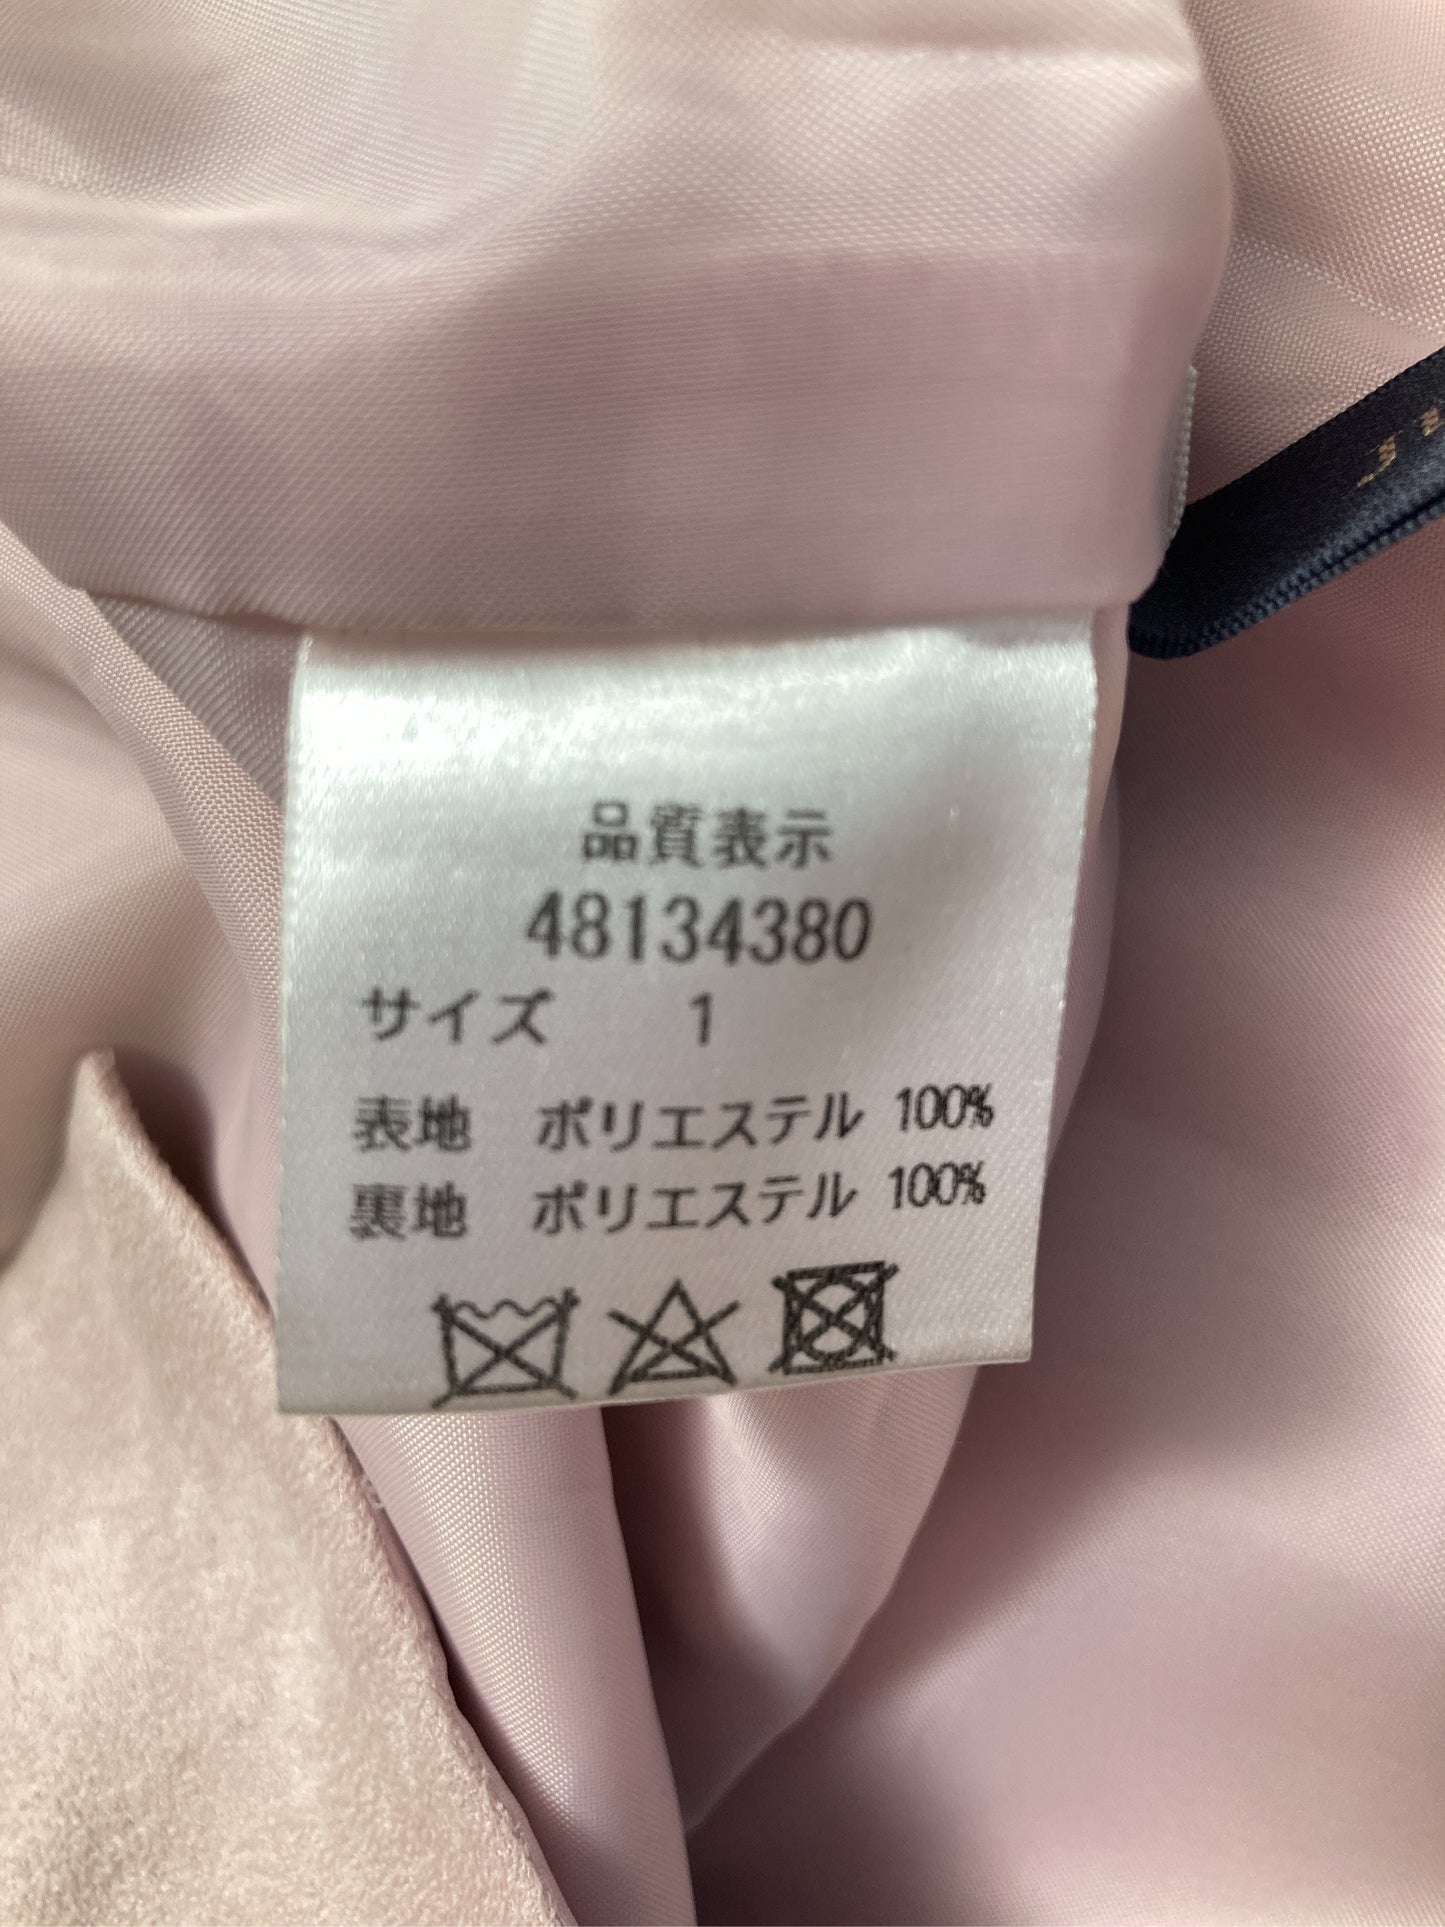 品質表示
48134380
サイズ 1
表地 ポリエステル 100%
裏地 ポリエステル 100%